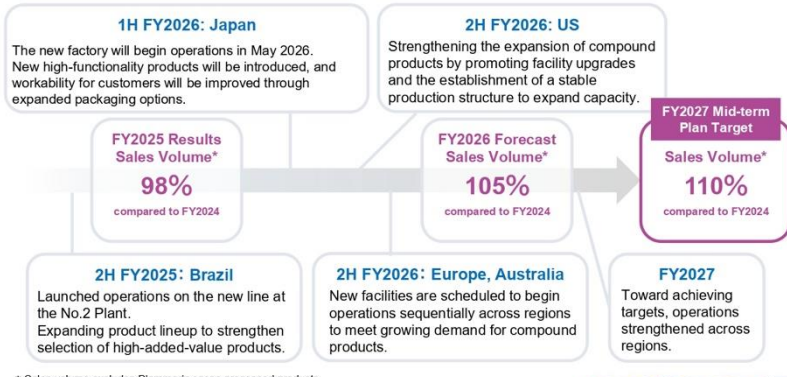 1H FY2026: Japan
The new factory will begin operations in May 2026.
New high-functionality products will be introduced, and
workability for customers will be improved through
expanded packaging options.
2H FY2026: US
Strengthening the expansion of compound
products by promoting facility upgrades
and the establishment of a stable
production structure to expand capacity.
FY2025 Results
Sales Volume*
98%
compared to FY2024
FY2026 Forecast
Sales Volume*
105%
compared to FY2024
FY2027 Mid-term
Plan Target
Sales Volume*
110%
compared to FY2024
2H FY2025: Brazil
Launched operations on the new line at
the No.2 Plant.
Expanding product lineup to strengthen
selection of high-added-value products.
2H FY2026: Europe, Australia
New facilities are scheduled to begin
operations sequentially across regions
to meet growing demand for compound
products.
FY2027
Toward achieving
targets, operations
strengthened across
regions.